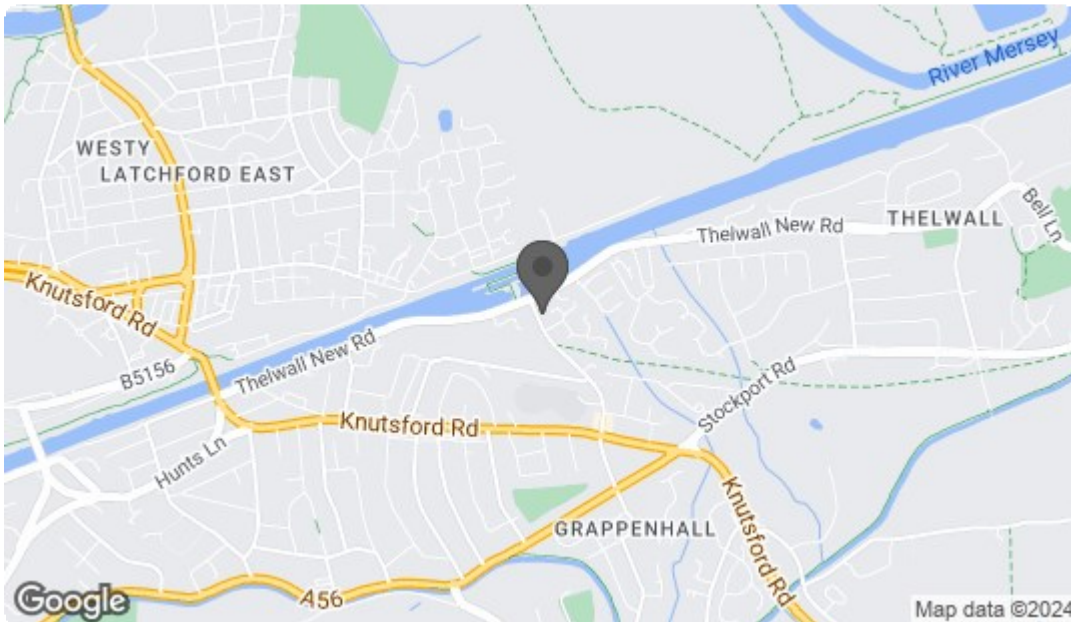 River Mersey
WESTY
LATCHFORD EAST
Bell Ln
THELWALL
Thelwall New Rd
Knutsford Rd
Thelwall New Rd
B5156
Stockport Rd
Knutsford Rd
Hunts Ln
Knutsford Rd
GRAPPENHALL
A56
Google
Map data ©2024